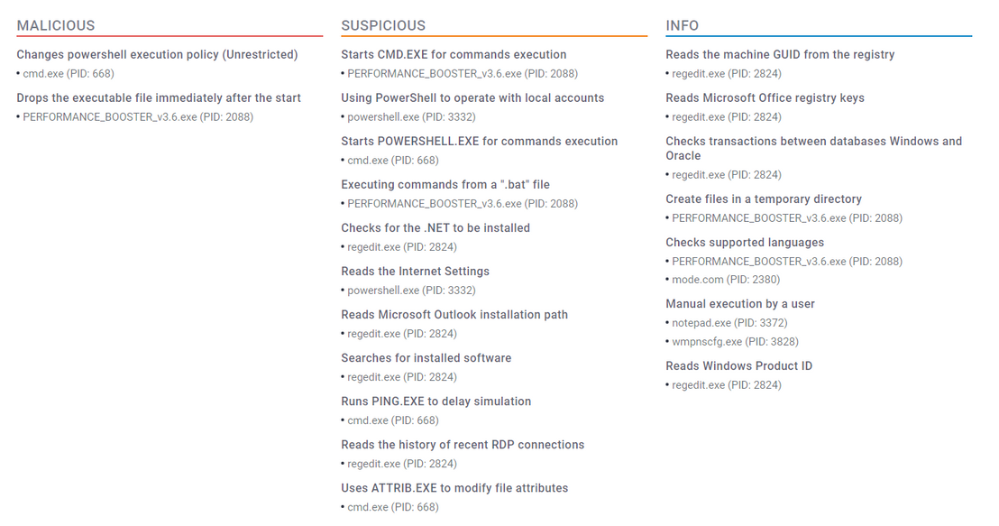 MALICIOUS
Changes powershell execution policy (Unrestricted)
• cmd.exe (PID: 668)
Drops the executable file immediately after the start
• PERFORMANCE_BOOSTER_v3.6.exe (PID: 2088)
SUSPICIOUS
Starts CMD.EXE for commands execution
• PERFORMANCE_BOOSTER_v3.6.exe (PID: 2088)
Using PowerShell to operate with local accounts
• powershell.exe (PID: 3332)
Starts POWERSHELL.EXE for commands execution
• cmd.exe (PID: 668)
Executing commands from a ".bat" file
• PERFORMANCE_BOOSTER_v3.6.exe (PID: 2088)
Checks for the .NET to be installed
• regedit.exe (PID: 2824)
Reads the Internet Settings
• powershell.exe (PID: 3332)
Reads Microsoft Outlook installation path
• regedit.exe (PID: 2824)
Searches for installed software
• regedit.exe (PID: 2824)
Runs PING.EXE to delay simulation
• cmd.exe (PID: 668)
Reads the history of recent RDP connections
• regedit.exe (PID: 2824)
Uses ATTRIB.EXE to modify file attributes
• cmd.exe (PID: 668)
INFO
Reads the machine GUID from the registry
• regedit.exe (PID: 2824)
Reads Microsoft Office registry keys
• regedit.exe (PID: 2824)
Checks transactions between databases Windows and
Oracle
• regedit.exe (PID: 2824)
Create files in a temporary directory
• PERFORMANCE_BOOSTER_v3.6.exe (PID: 2088)
Checks supported languages
• PERFORMANCE_BOOSTER_v3.6.exe (PID: 2088)
• mode.com (PID: 2380)
Manual execution by a user
• notepad.exe (PID: 3372)
• wmpnscfg.exe (PID: 3828)
Reads Windows Product ID
• regedit.exe (PID: 2824)